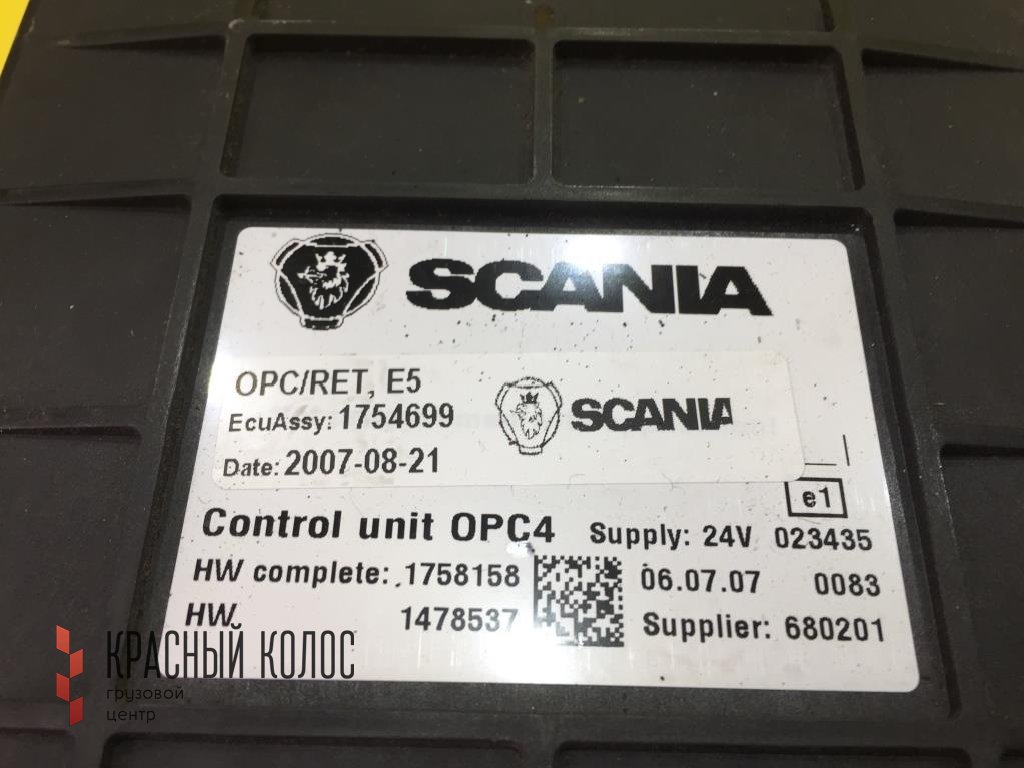 SCANIA
OPC/RET, E5
SCANIA
EcuAssy: 1754699
Date: 2007-08-21
e1
Control unit OPC4 Supply: 24V 023435
HW complete: 1758158 06.07.07 0083
HW 1478537 Supplier: 680201
КРАСНЫЙ КОЛОС
грузовой
центр